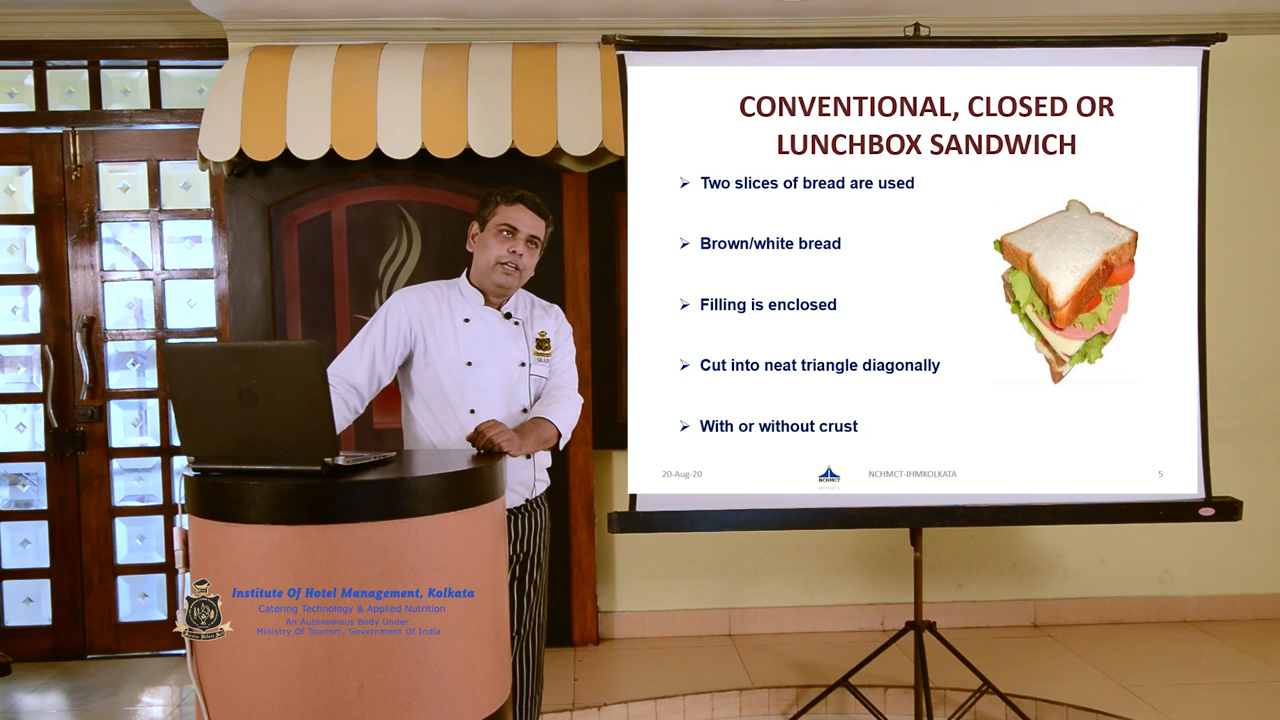 CONVENTIONAL, CLOSED OR
LUNCHBOX SANDWICH
➢ Two slices of bread are used
➢ Brown/white bread
➢ Filling is enclosed
➢ Cut into neat triangle diagonally
➢ With or without crust
20-Aug-20
NCHMCT
NCHMCT-IHMKOLKATA
5
Institute Of Hotel Management, Kolkata
Catering Technology & Applied Nutrition
An Autonomous Body Under
Ministry Of Tourism, Government Of India